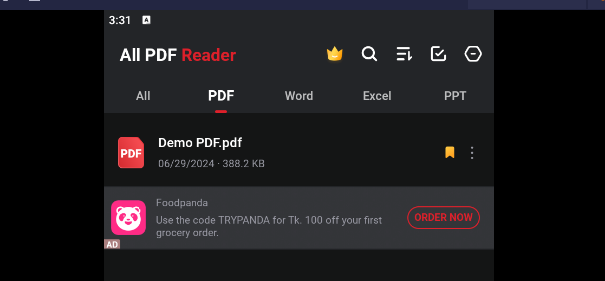 3:31 A
All PDF Reader
All PDF Word Excel PPT
PDF
Demo PDF.pdf
06/29/2024 · 388.2 KB
Foodpanda
Use the code TRYPANDA for Tk. 100 off your first
grocery order.
ORDER NOW
AD